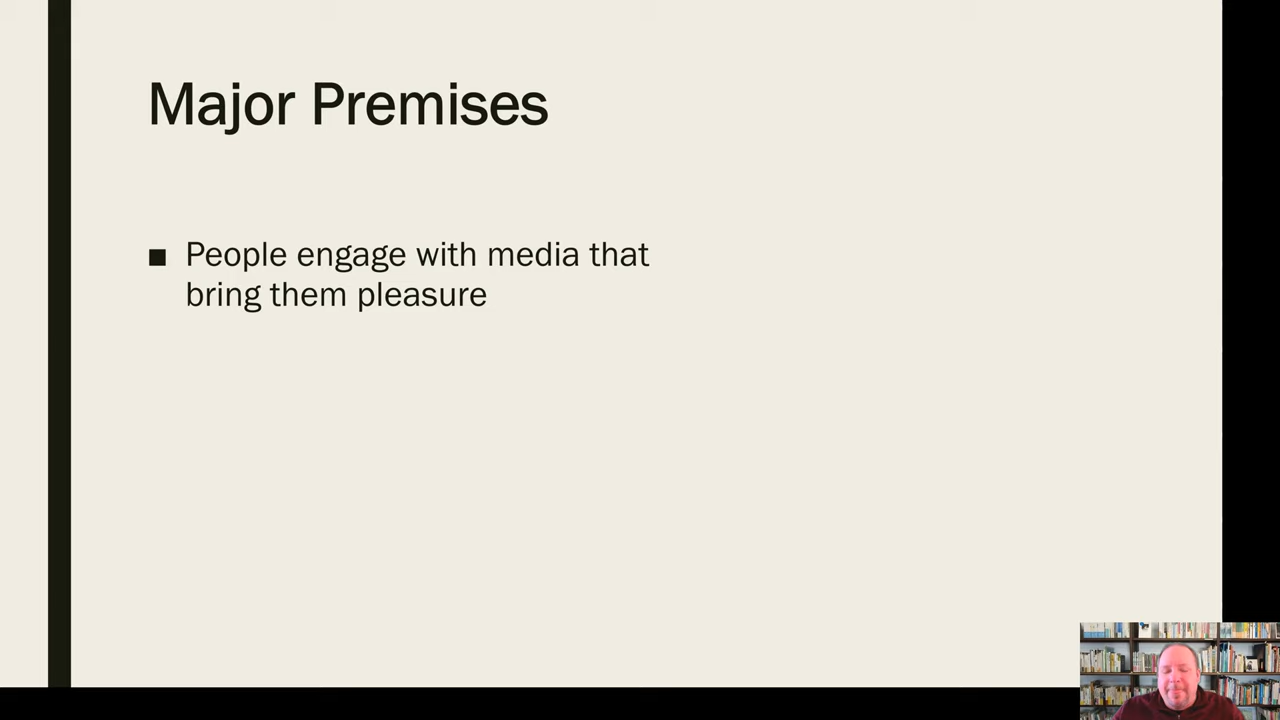 Major Premises
■ People engage with media that
bring them pleasure